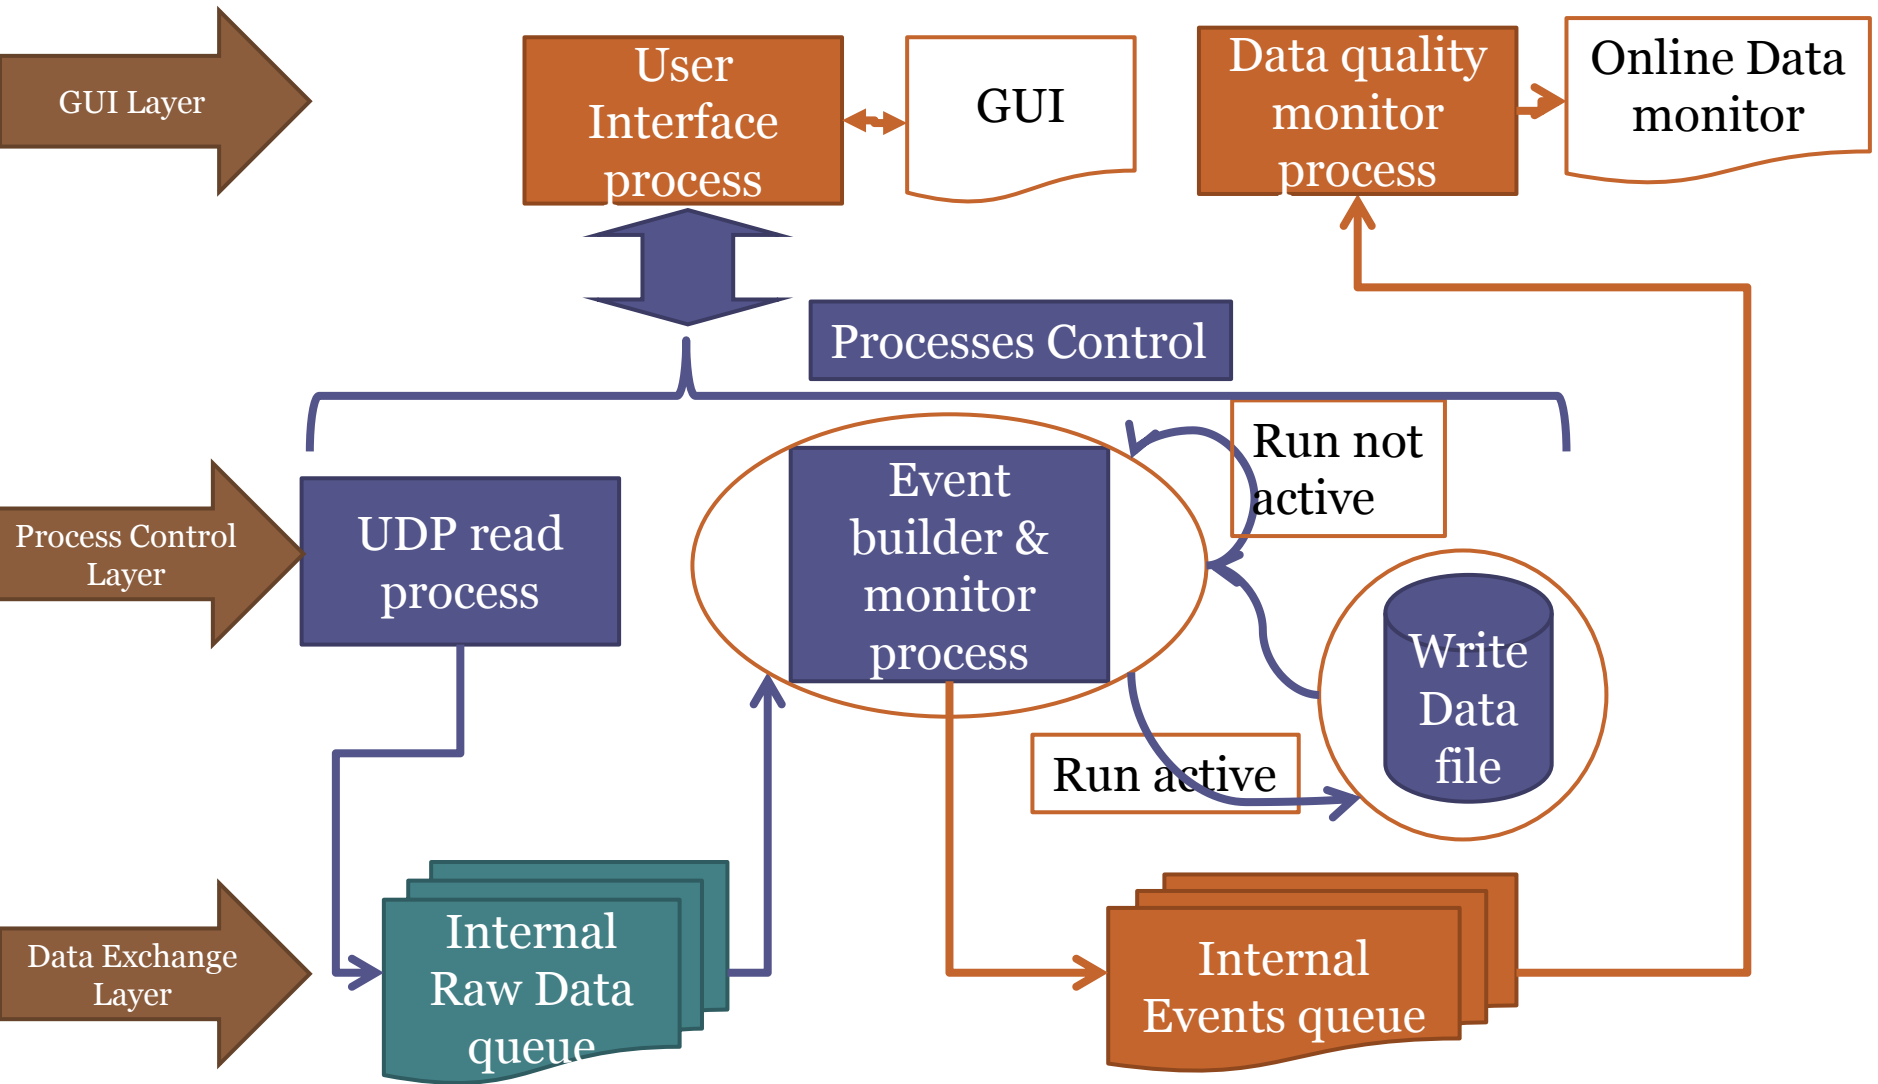 GUI Layer
User
Interface
process
GUI
Data quality
monitor
process
Online Data
monitor
Processes Control
Process Control
Layer
UDP read
process
Event
builder &
monitor
process
Run not
active
Run active
Write
Data
file
Data Exchange
Layer
Internal
Raw Data
queue
Internal
Events queue